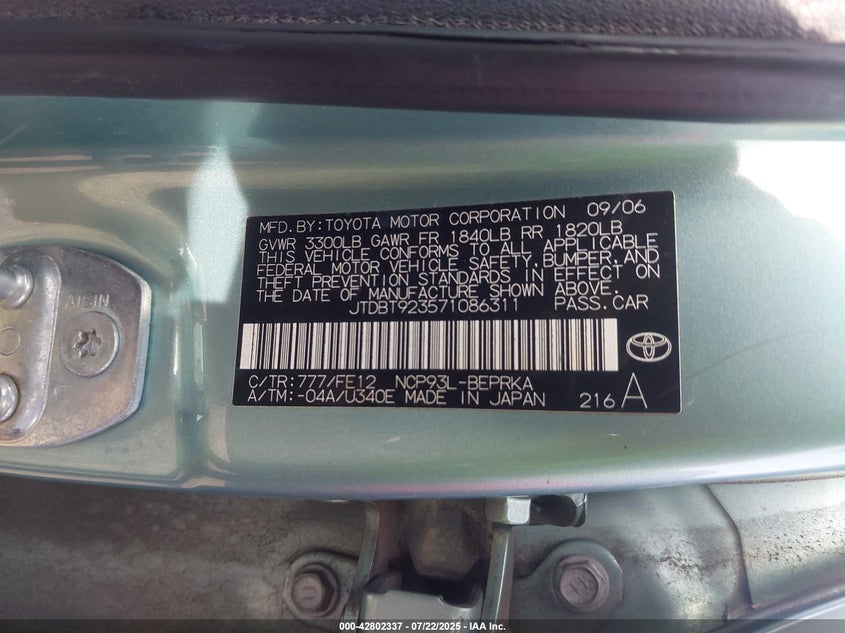 MFD.BY:TOYOTA MOTOR CORPORATION 09/06
GVWR 3300LB GAWR FR 1840LB RR 1820LB
THIS VEHICLE CONFORMS TO ALL APPLICABLE
FEDERAL MOTOR VEHICLE SAFETY,BUMPER,AND
THEFT PREVENTION STANDARDS IN EFFECT ON
THE DATE OF MANUFACTURE SHOWN ABOVE.
JTDBT923571086311 PASS.CAR
C/TR:777/FE12 NCP93L-BEPRKA
A/TM:-04A/U340E MADE IN JAPAN 216 A
AISIN
000-42802337 - 07/22/2025 - IAA Inc.